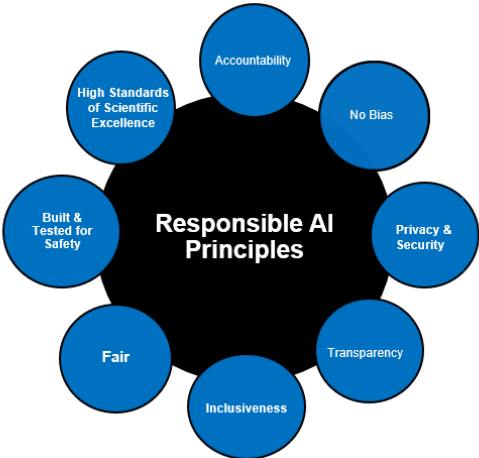 Accountability
High Standards
of Scientific
Excellence
No Bias
Built &
Tested for
Safety
Responsible AI
Principles
Privacy &
Security
Fair
Transparency
Inclusiveness